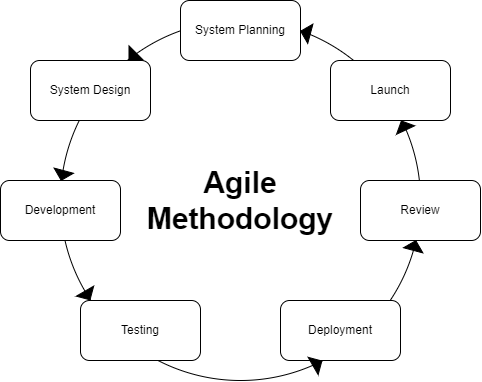 System Planning
System Design
Launch
Agile
Methodology
Development
Review
Testing
Deployment